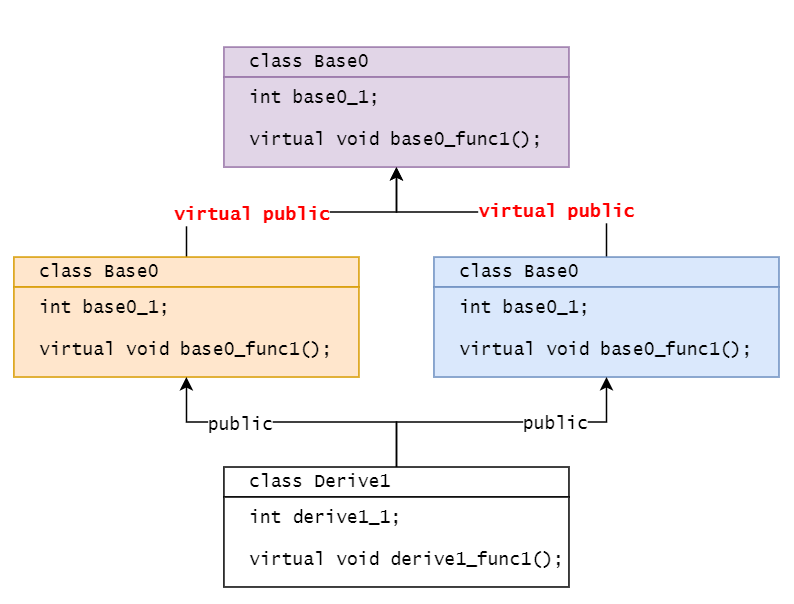 class Base0
int base0_1;
virtual void base0_func1();
virtual public
virtual public
class Base0
int base0_1;
virtual void base0_func1();
class Base0
int base0_1;
virtual void base0_func1();
public
public
class Derive1
int derive1_1;
virtual void derive1_func1();